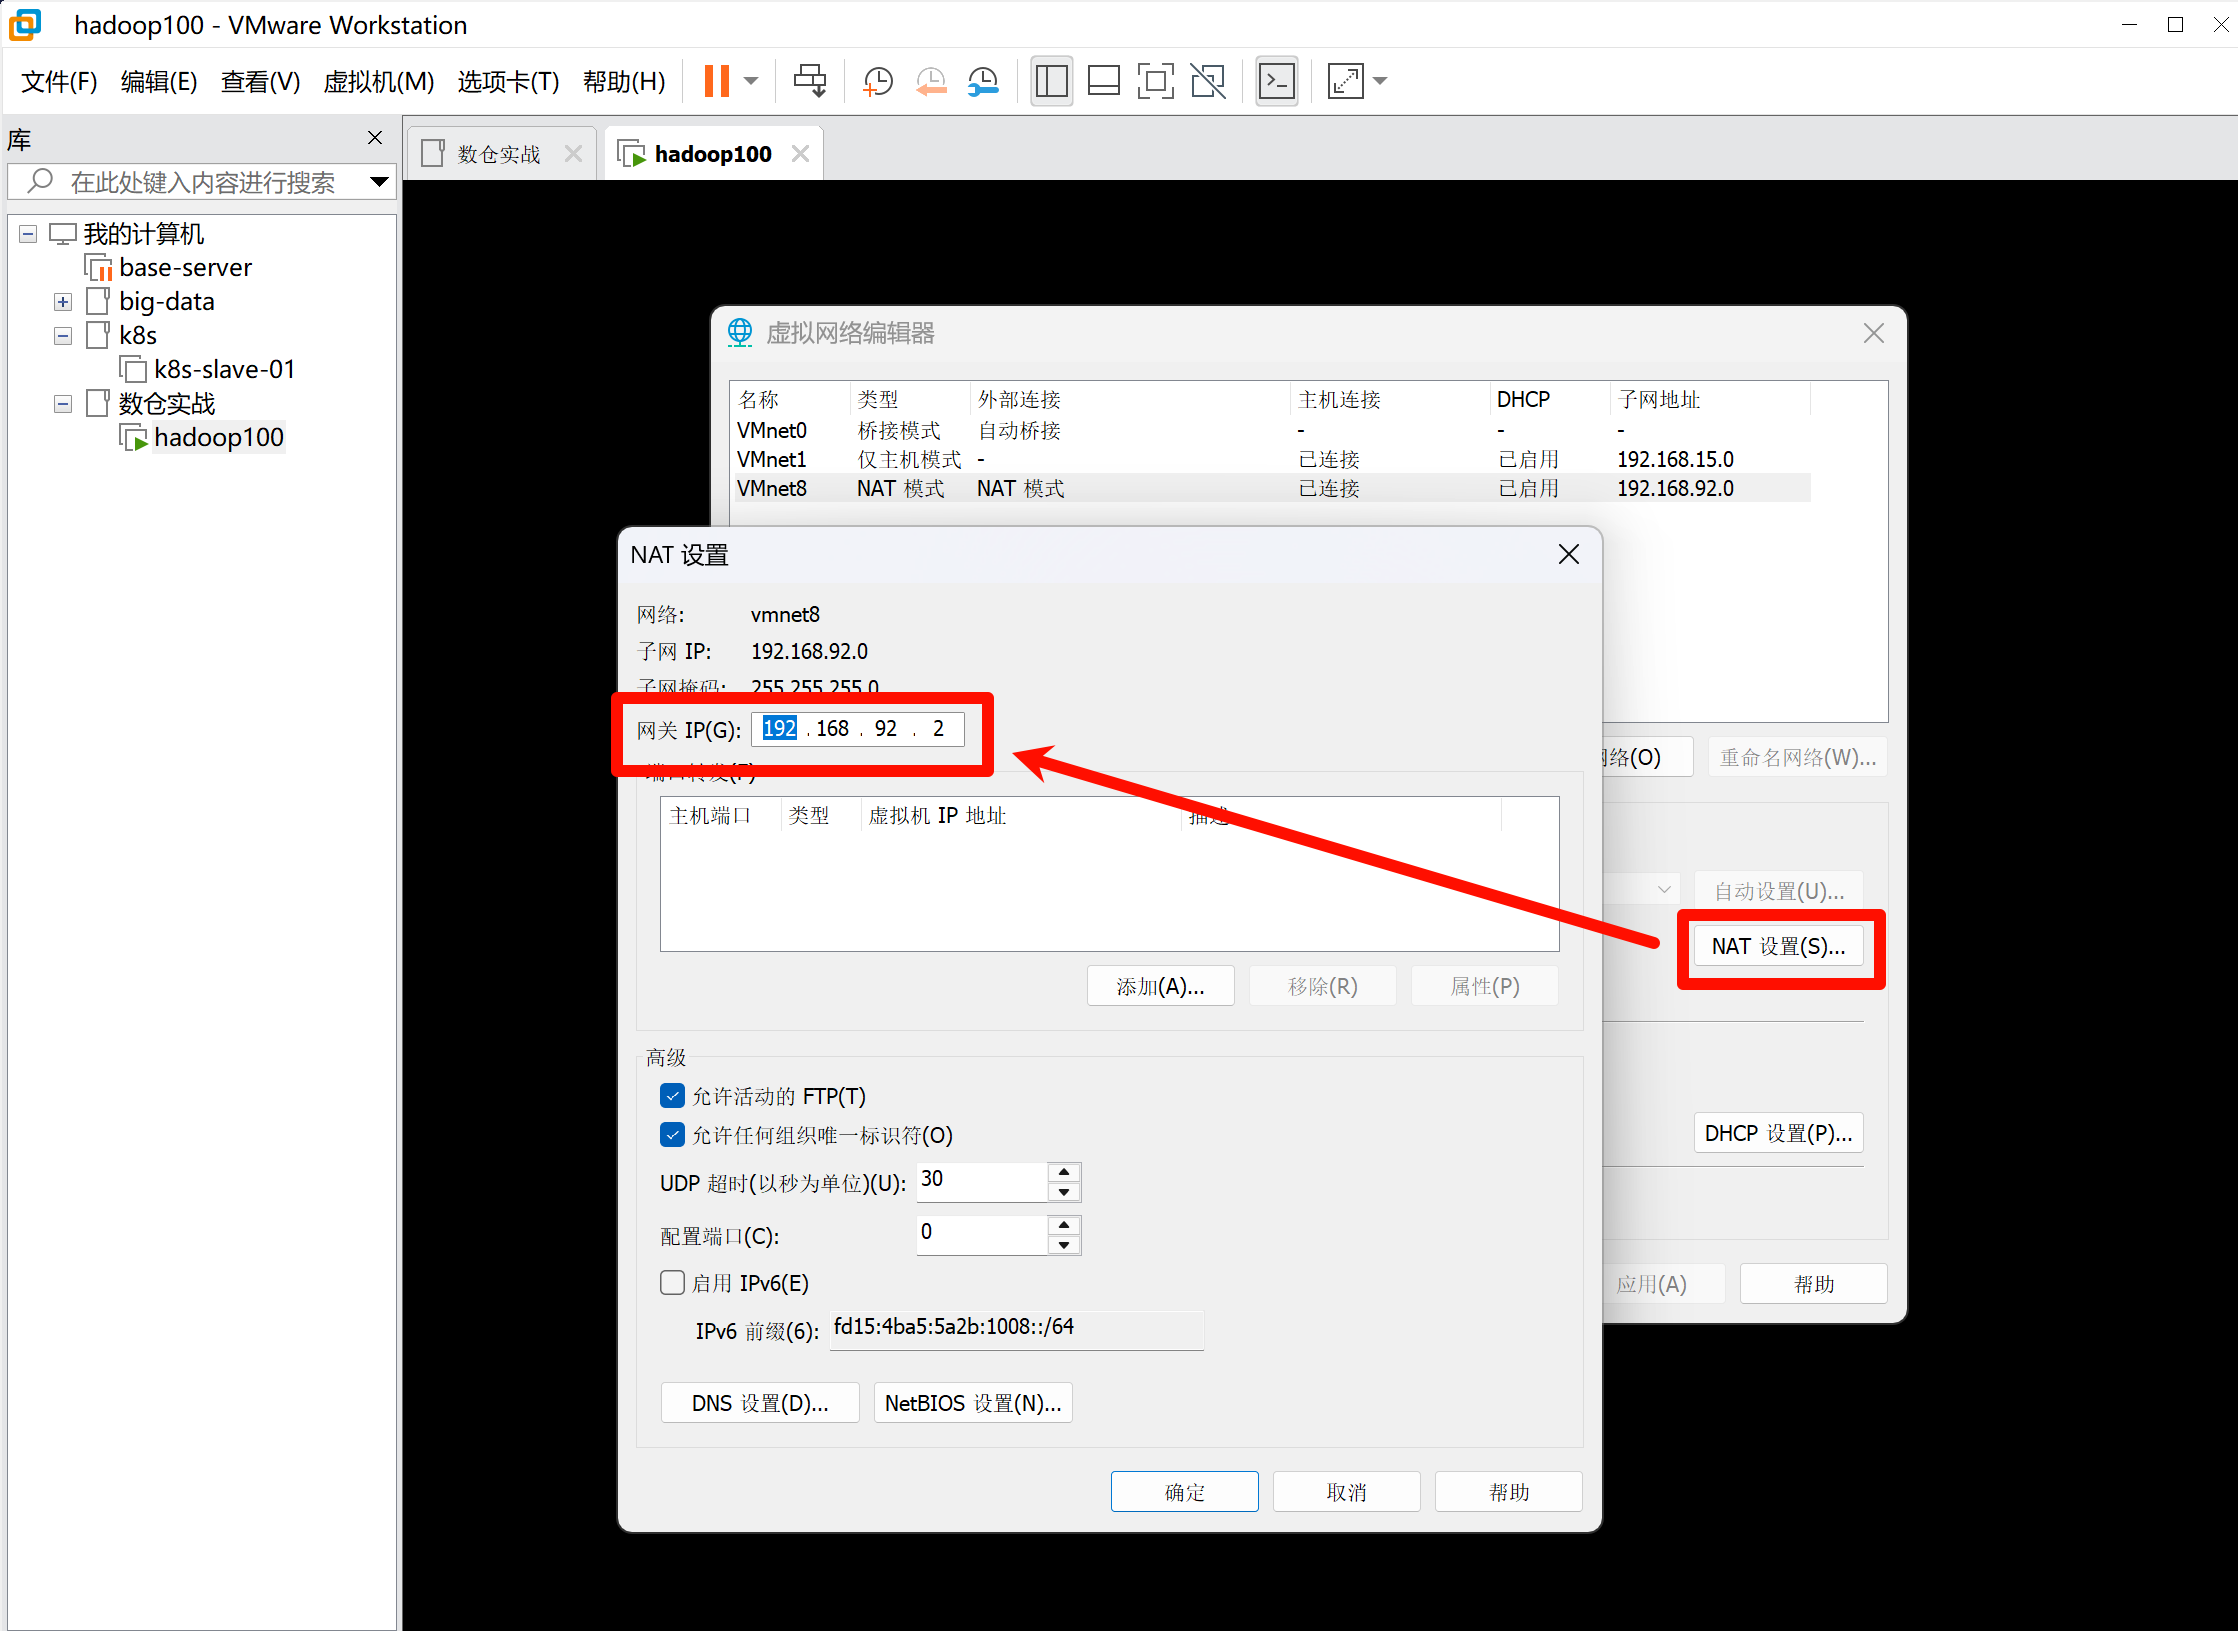 hadoop100 - VMware Workstation
文件(F) 编辑(E) 查看(V) 虚拟机(M) 选项卡(T) 帮助(H)
库
在此处键入内容进行搜索
我的计算机
base-server
big-data
k8s
k8s-slave-01
数仓实战
hadoop100
数仓实战
hadoop100
虚拟网络编辑器
名称 类型 外部连接 主机连接 DHCP 子网地址
VMnet0 桥接模式 自动桥接 - - -
VMnet1 仅主机模式 - 已连接 已启用 192.168.15.0
VMnet8 NAT 模式 NAT 模式 已连接 已启用 192.168.92.0
NAT 设置
网络: vmnet8
子网 IP: 192.168.92.0
子网掩码: 255.255.255.0
网关 IP(G): 192 . 168 . 92 . 2
端口转发(F)
主机端口 类型 虚拟机 IP 地址 描述
添加(A)... 移除(R) 属性(P)
高级
允许活动的 FTP(T)
允许任何组织唯一标识符(O)
UDP 超时(以秒为单位)(U): 30
配置端口(C): 0
启用 IPv6(E)
IPv6 前缀(6): fd15:4ba5:5a2b:1008::/64
DNS 设置(D)... NetBIOS 设置(N)...
确定 取消 帮助
络(O) 重命名网络(W)...
自动设置(U)...
NAT 设置(S)...
DHCP 设置(P)...
应用(A) 帮助